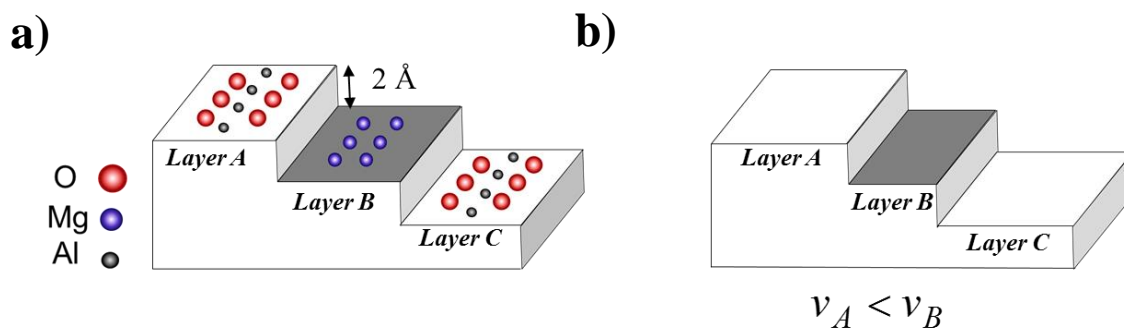 a)
2 Å
Layer A
Layer B
Layer C
O
Mg
Al
b)
Layer A
Layer B
Layer C
v_A < v_B